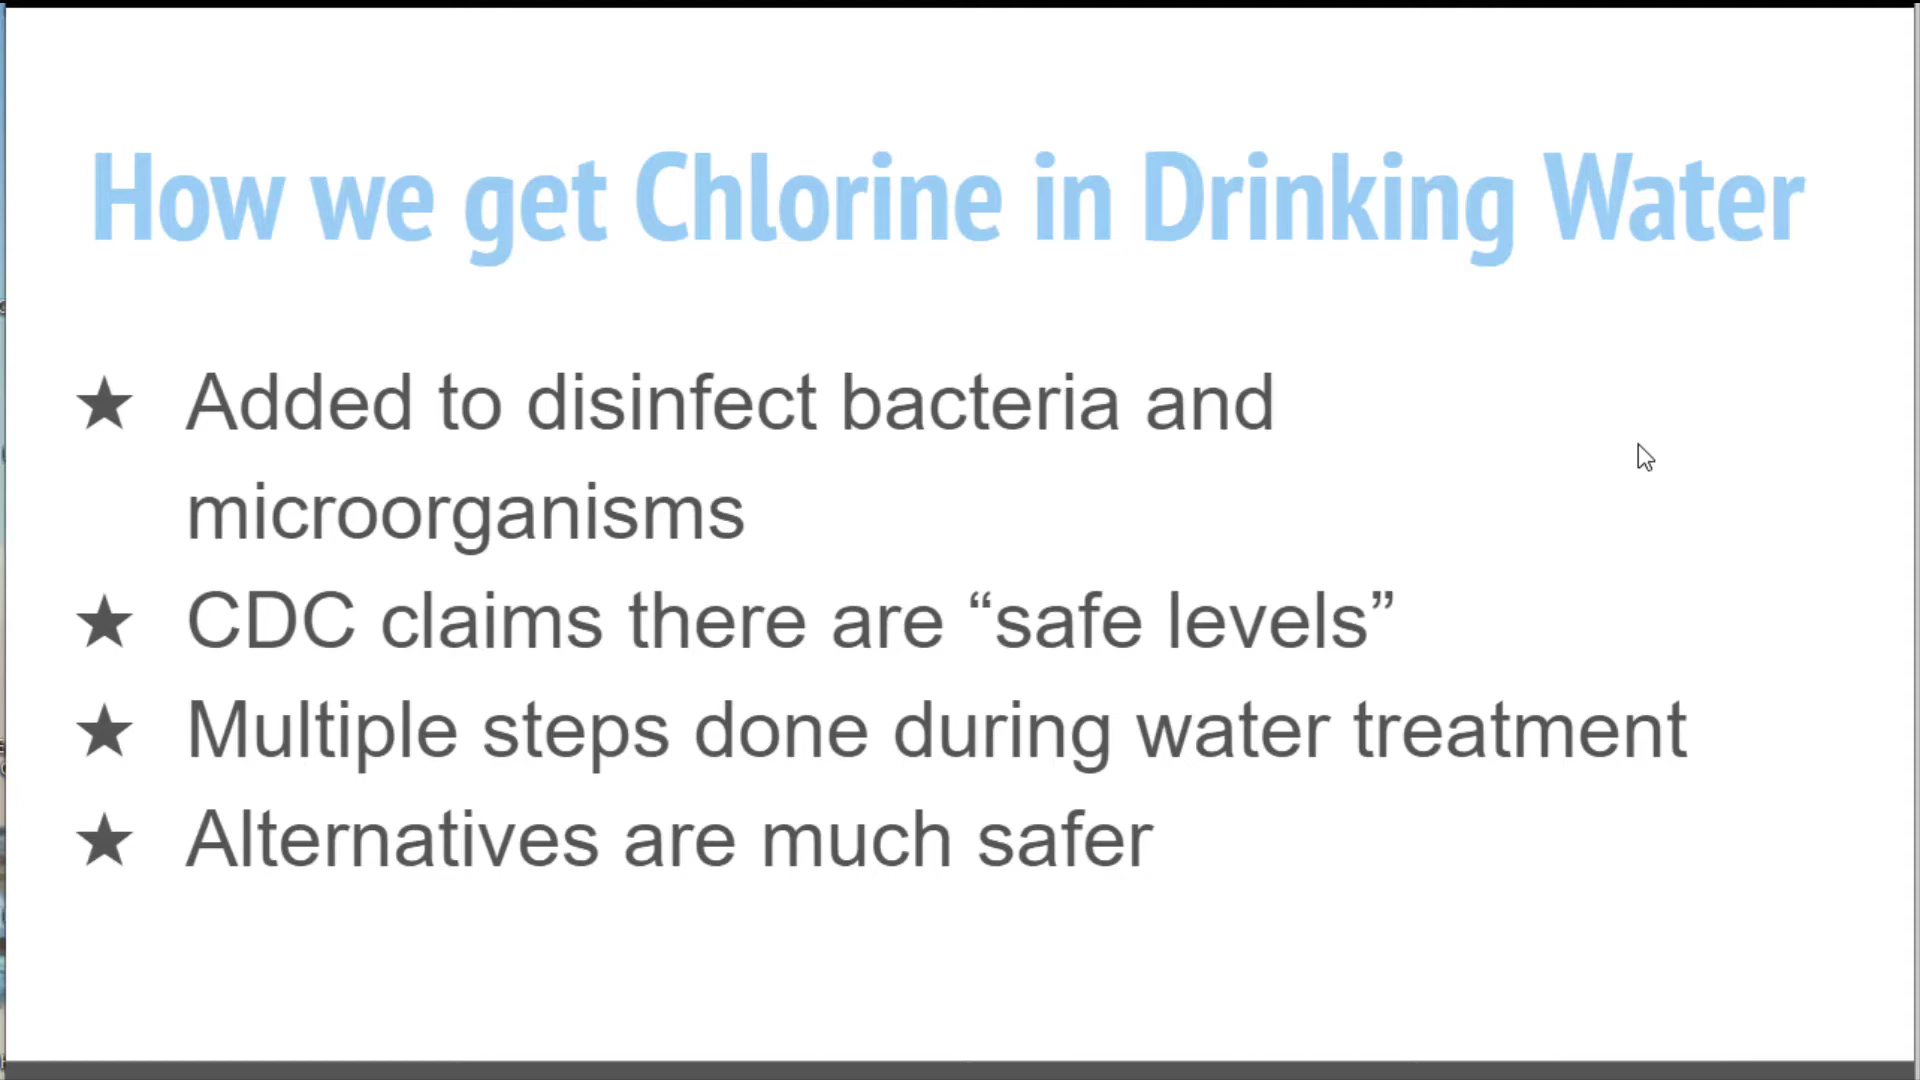 How we get Chlorine in Drinking Water
★ Added to disinfect bacteria and
microorganisms
★ CDC claims there are “safe levels”
★ Multiple steps done during water treatment
★ Alternatives are much safer